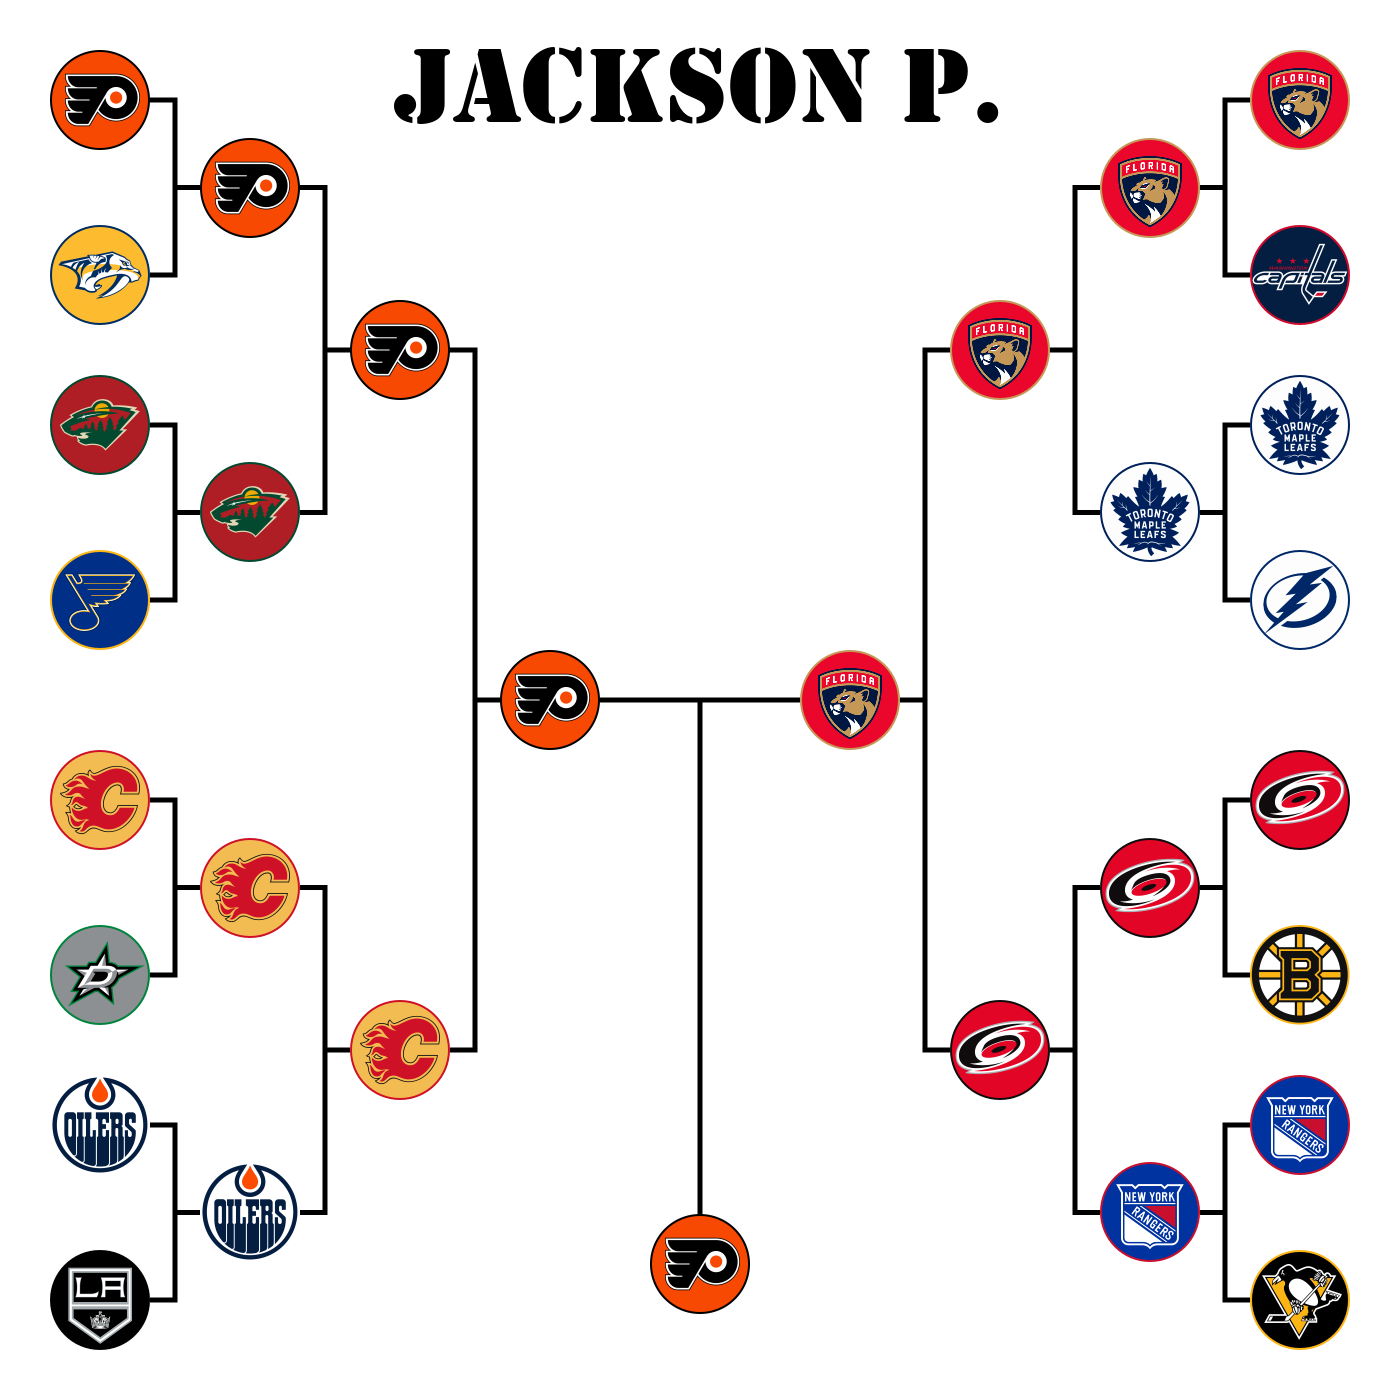 JACKSON P.
FLORIDA
FLORIDA
capitals
FLORIDA
TORONTO
MAPLE
LEAFS
TORONTO
MAPLE
LEAFS
FLORIDA
C
C
B
D
C
OILERS
NEW YORK
RANGERS
OILERS
NEW YORK
RANGERS
LA